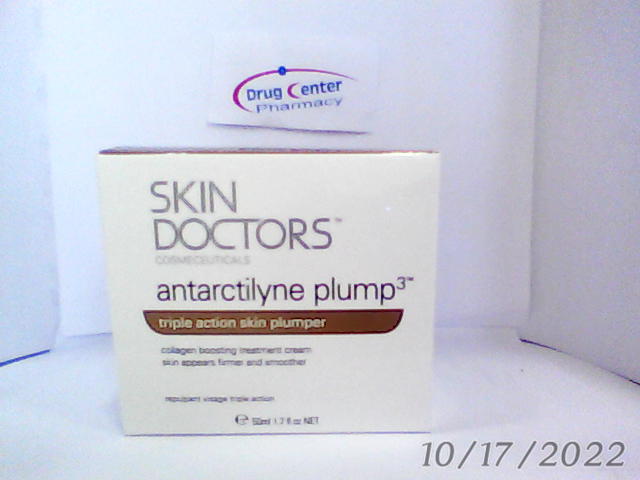 Drug Center
Pharmacy
SKIN
DOCTORS™
COSMECEUTICALS
antarctilyne plump³™
triple action skin plumper
collagen boosting treatment cream
skin appears firmer and smoother
repulpant visage triple action
℮ 50ml 1.7 fl oz NET
10/17/2022